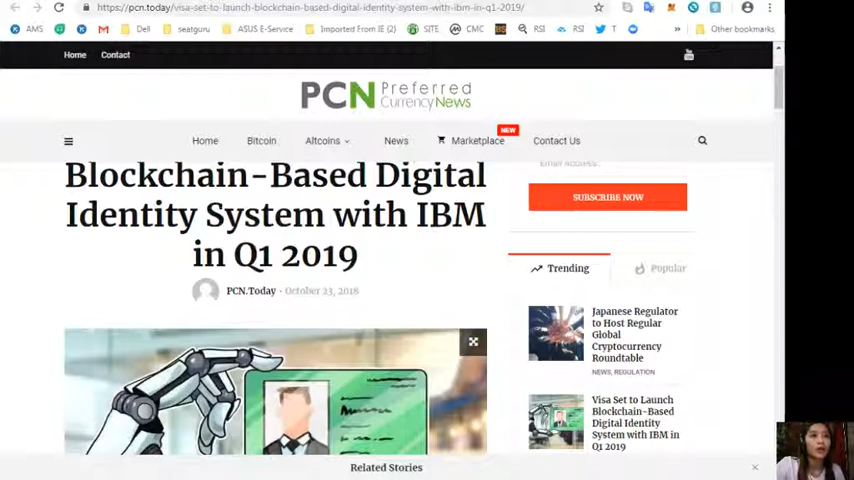 https://pcn.today/visa-set-to-launch-blockchain-based-digital-identity-system-with-ibm-in-q1-2019/
AMS Dell seatguru ASUS E-Service Imported From IE (2) SITE CMC RSI RSI Twitter Other bookmarks
Home Contact
PCN Preferred Currency News
NEW
Home Bitcoin Altcoins News Marketplace Contact Us
Blockchain-Based Digital
Identity System with IBM
in Q1 2019
PCN.Today - October 23, 2018
SUBSCRIBE NOW
Trending Popular
Japanese Regulator
to Host Regular
Global
Cryptocurrency
Roundtable
NEWS, REGULATION
Visa Set to Launch
Blockchain-Based
Digital Identity
System with IBM in
Q1 2019
Related Stories